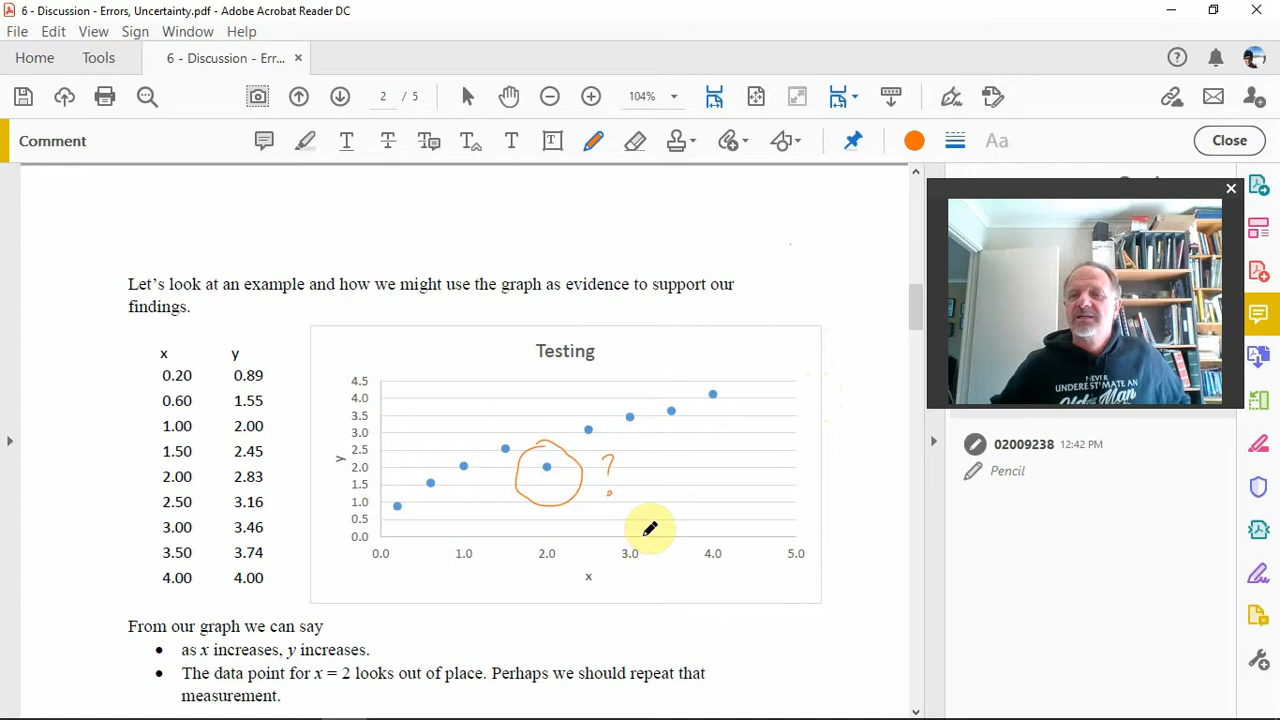 6 - Discussion - Errors, Uncertainty.pdf - Adobe Acrobat Reader DC
File Edit View Sign Window Help
Home Tools 6 - Discussion - Err... ×
2 / 5 104%
Comment Aa Close
Let's look at an example and how we might use the graph as evidence to support our
findings.
x y
0.20 0.89
0.60 1.55
1.00 2.00
1.50 2.45
2.00 2.83
2.50 3.16
3.00 3.46
3.50 3.74
4.00 4.00
Testing
4.5
4.0
3.5
3.0
2.5
2.0
1.5
1.0
0.5
0.0
y
?
0.0 1.0 2.0 3.0 4.0 5.0
x
From our graph we can say
• as x increases, y increases.
• The data point for x = 2 looks out of place. Perhaps we should repeat that
measurement.
NEVER
UNDERESTIMATE AN
Old Man
02009238 12:42 PM
Pencil